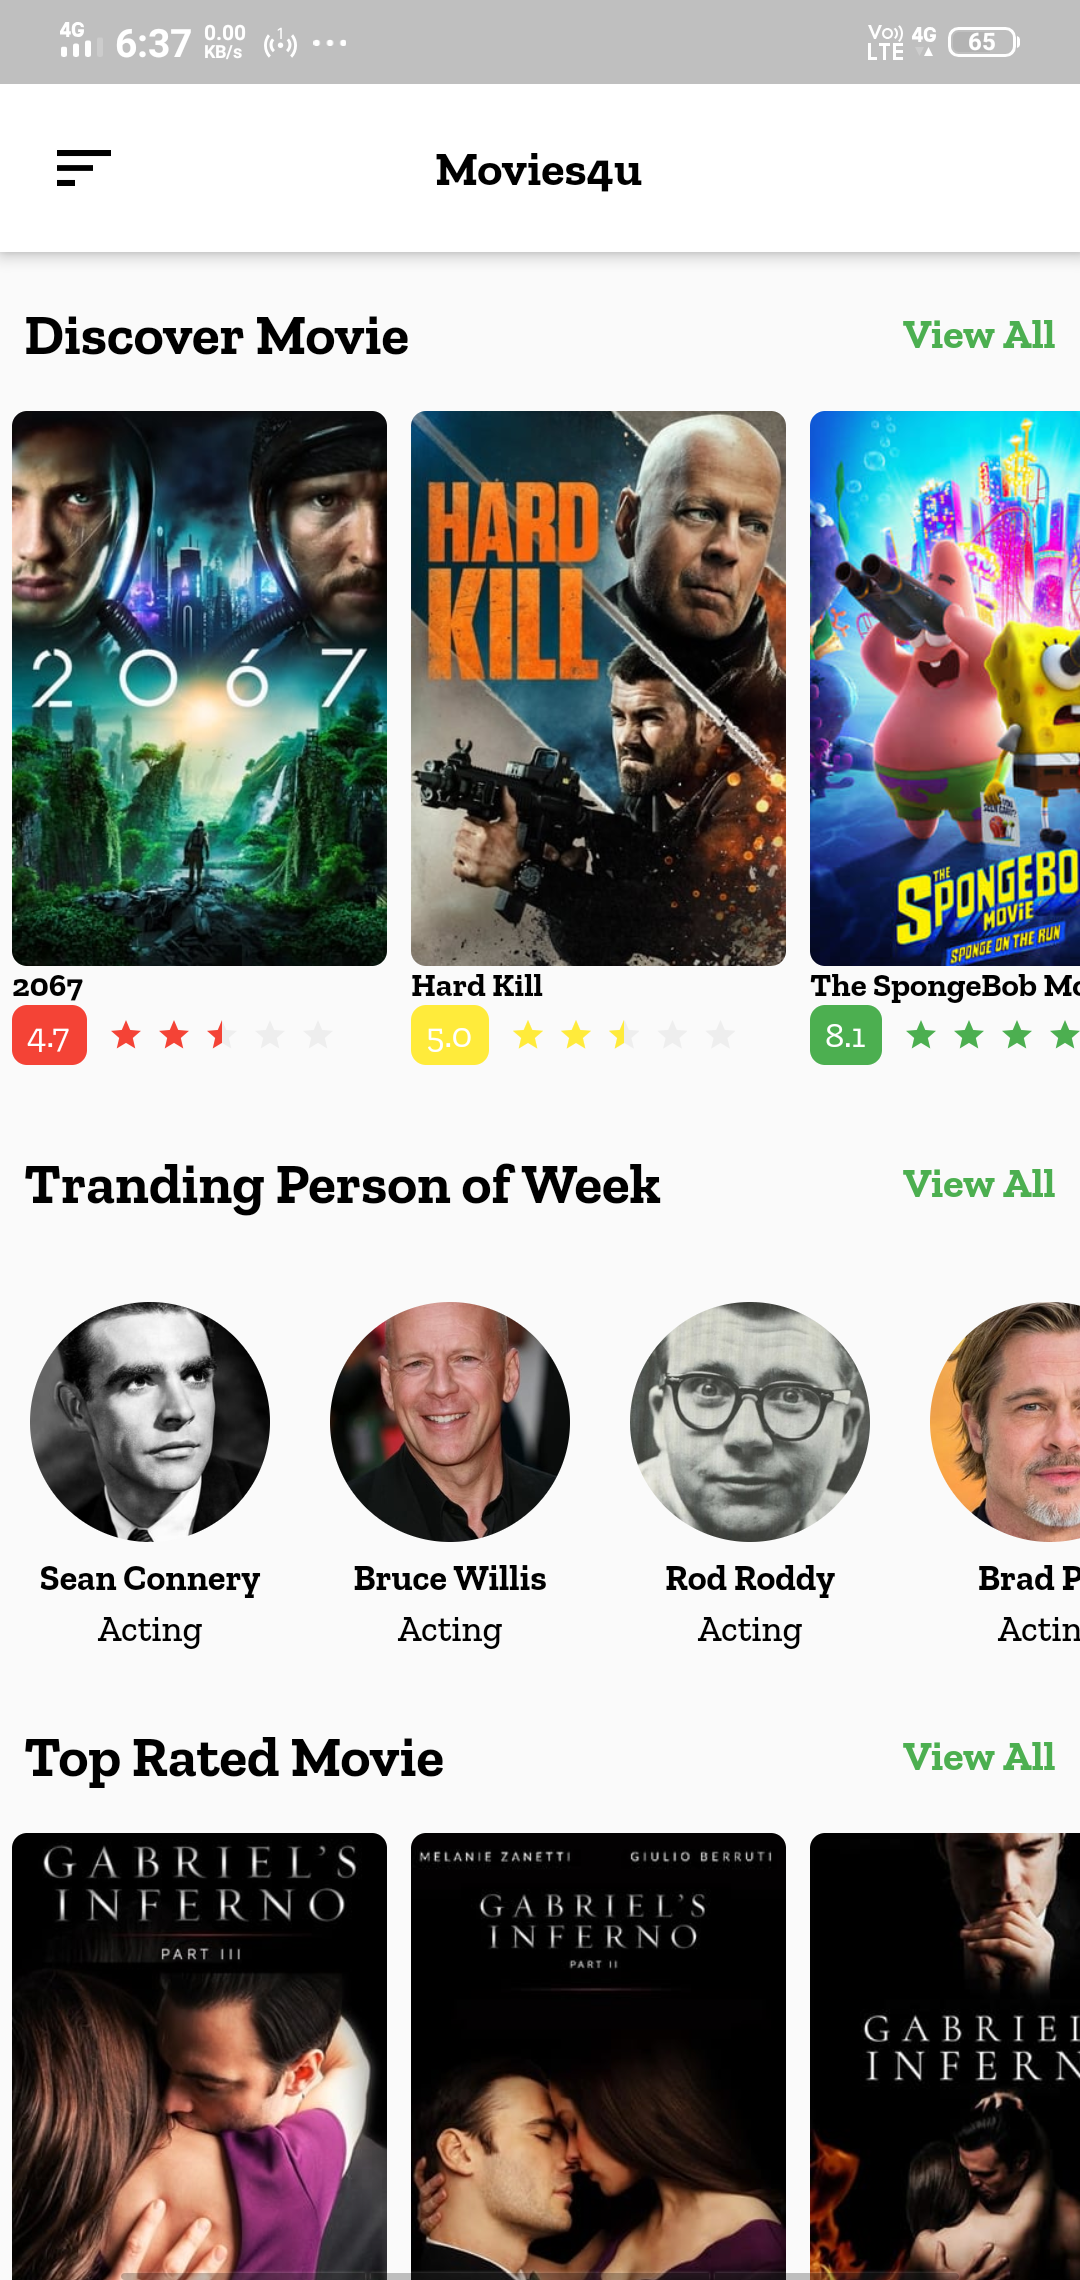 4G 6:37 0.00 KB/s 1 ... Vo)) LTE 4G 65
Movies4u
Discover Movie View All
2067
HARD
KILL
THE
SPONGEBO
MOVIE
SPONGE ON THE RUN
2067 Hard Kill The SpongeBob Mo
4.7 5.0 8.1
Tranding Person of Week View All
Sean Connery Bruce Willis Rod Roddy Brad P
Acting Acting Acting Actin
Top Rated Movie View All
GABRIEL'S
INFERNO
PART III
MELANIE ZANETTI GIULIO BERRUTI
GABRIEL'S
INFERNO
PART II
GABRIEL
INFERN